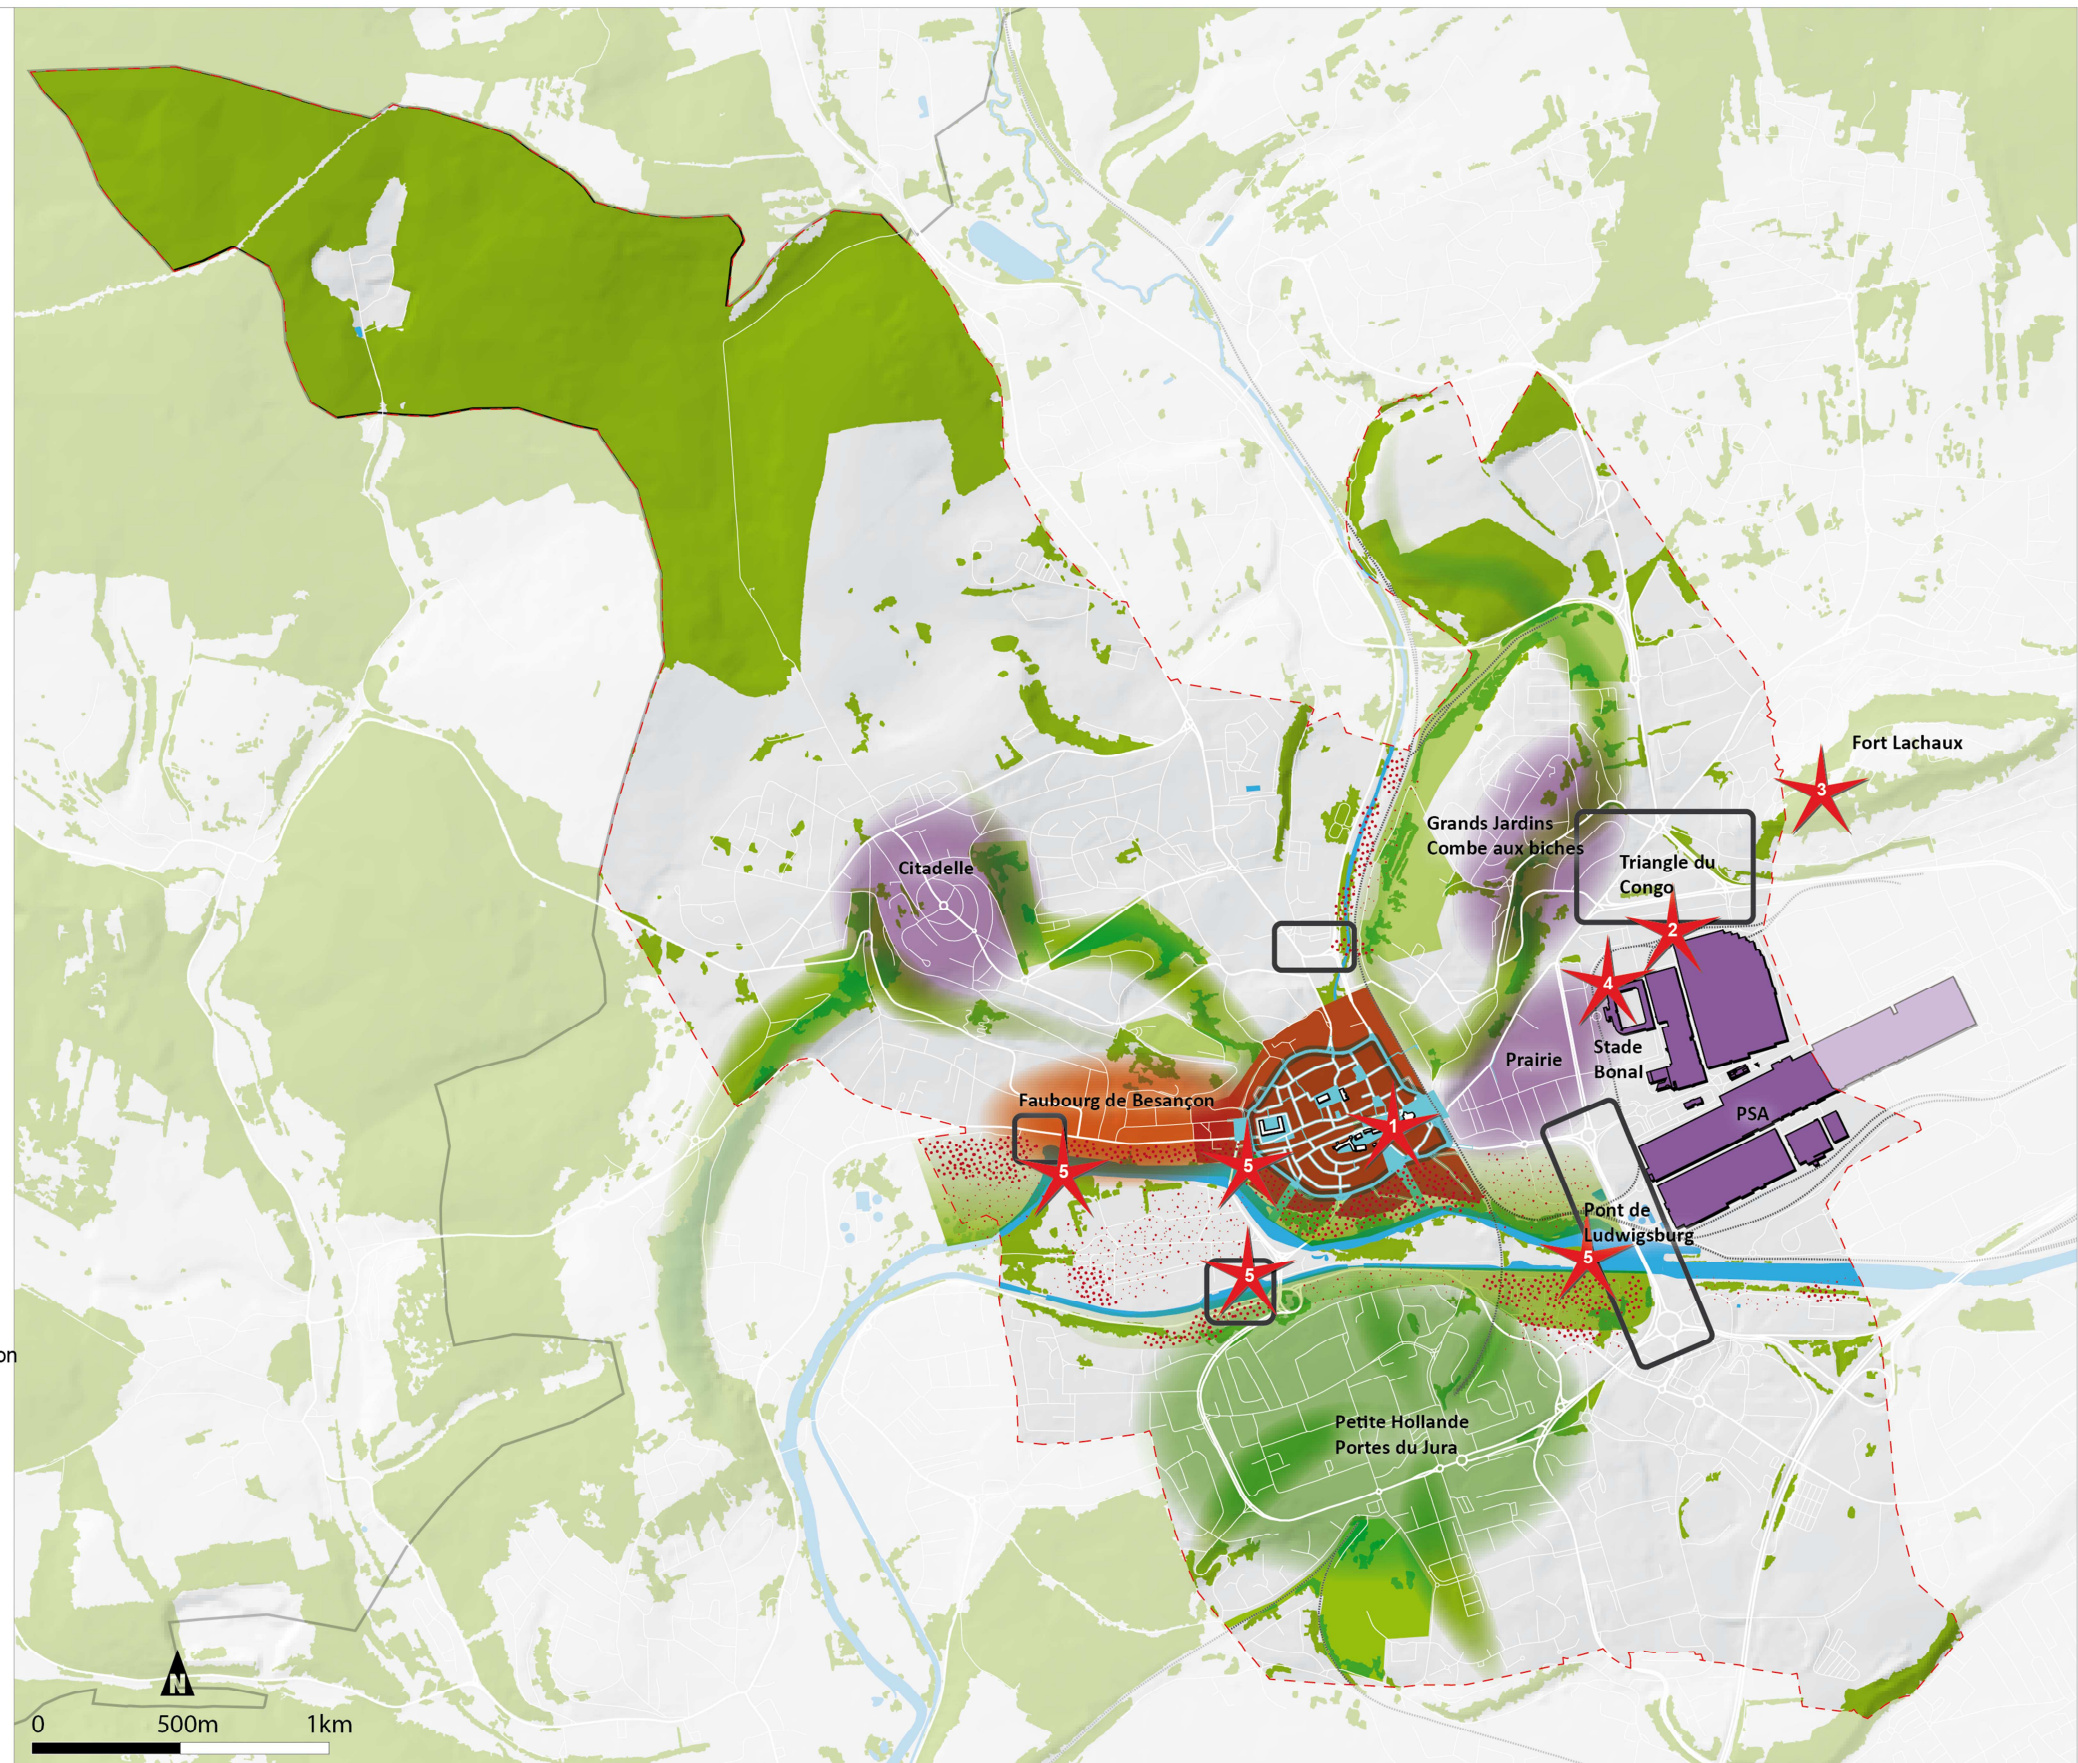 Fort Lachaux
3
Grands Jardins
Combe aux biches
Triangle du
Congo
Citadelle
2
4
Stade
Bonal
Prairie
PSA
Faubourg de Besançon
1
5
5
Pont de
Ludwigsburg
5
5
on
Petite Hollande
Portes du Jura
N
0 500m 1km